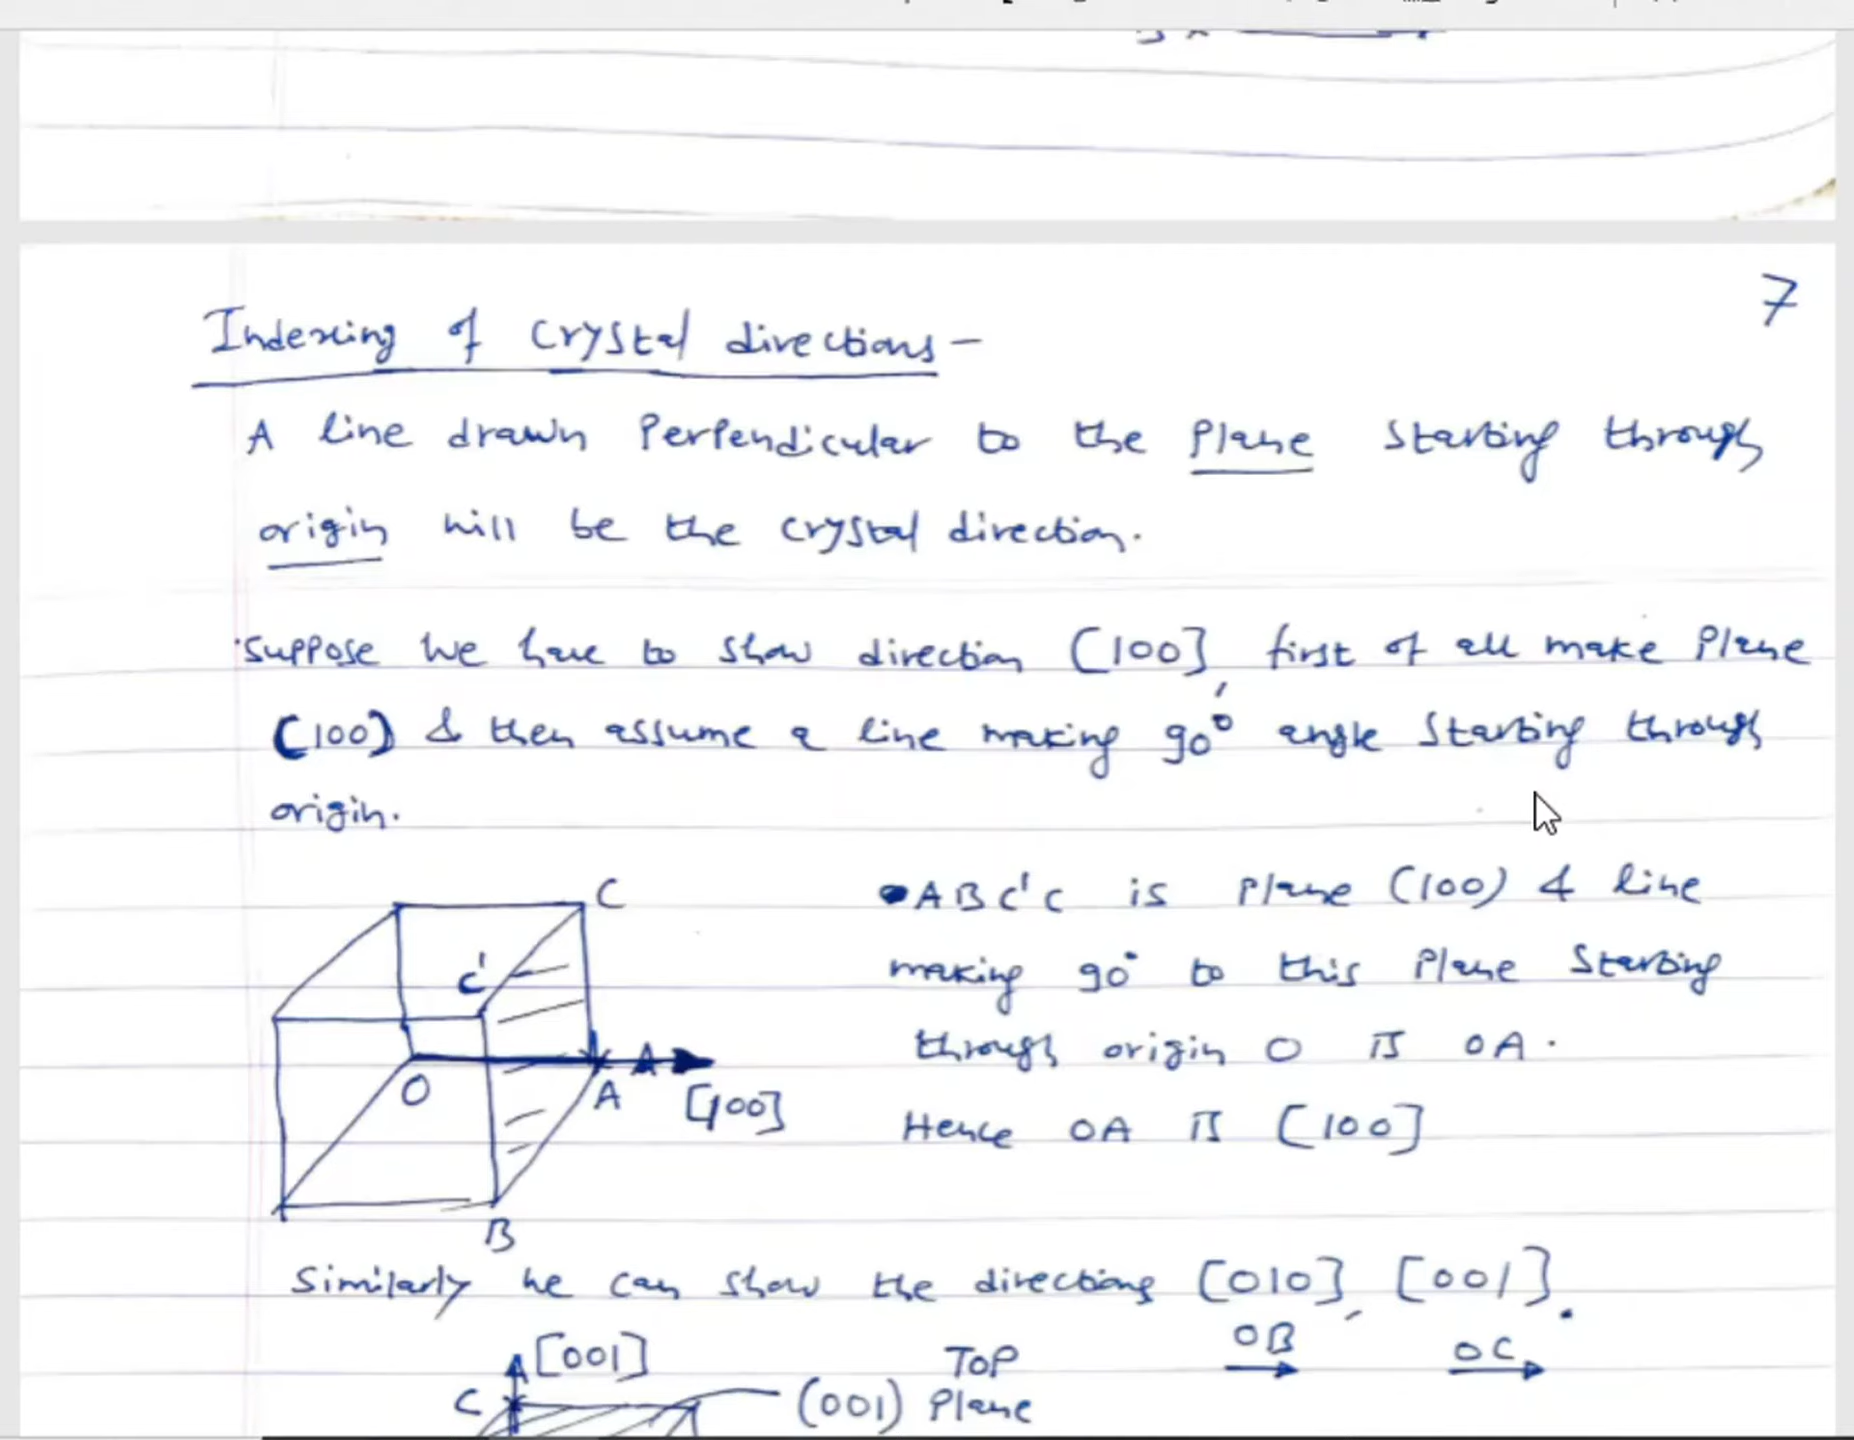 7
Indexing of crystal directions -
A line drawn Perpendicular to the Plane Starting through
origin will be the crystal direction.
Suppose we have to show direction [100], first of all make Plane
(100) & then assume a line making 90° angle Starting through
origin.
C
• ABC'C is Plane (100) & line
C'
making 90° to this Plane Starting
through origin O is OA.
O
A
[100]
Hence OA is [100]
B
Similarly we can show the directions [010], [001].
OB
OC
[001]
TOP
C
(001) Plane